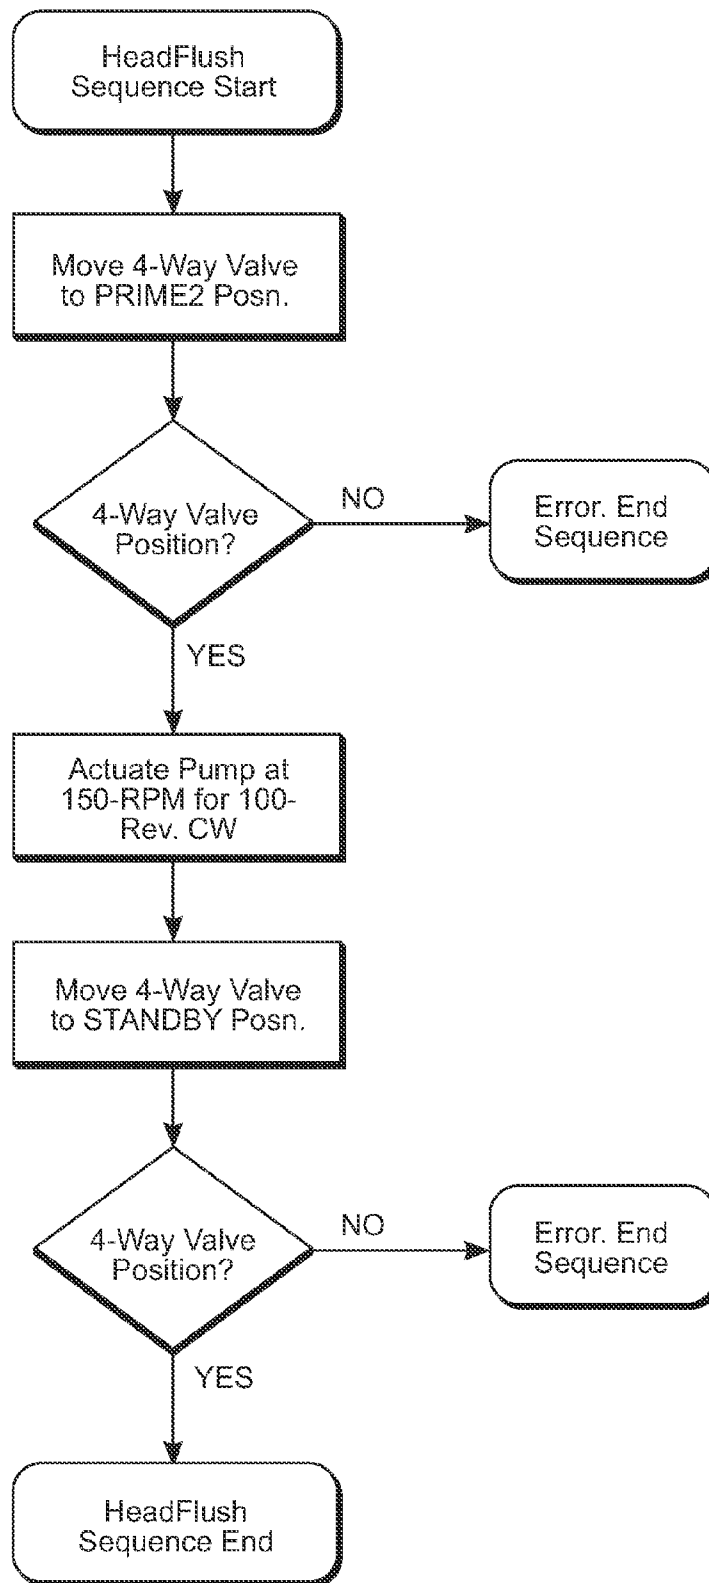 HeadFlush
Sequence Start
Move 4-Way Valve
to PRIME2 Posn.
4-Way Valve
Position?
NO
Error. End
Sequence
YES
Actuate Pump at
150-RPM for 100-
Rev. CW
Move 4-Way Valve
to STANDBY Posn.
4-Way Valve
Position?
NO
Error. End
Sequence
YES
HeadFlush
Sequence End